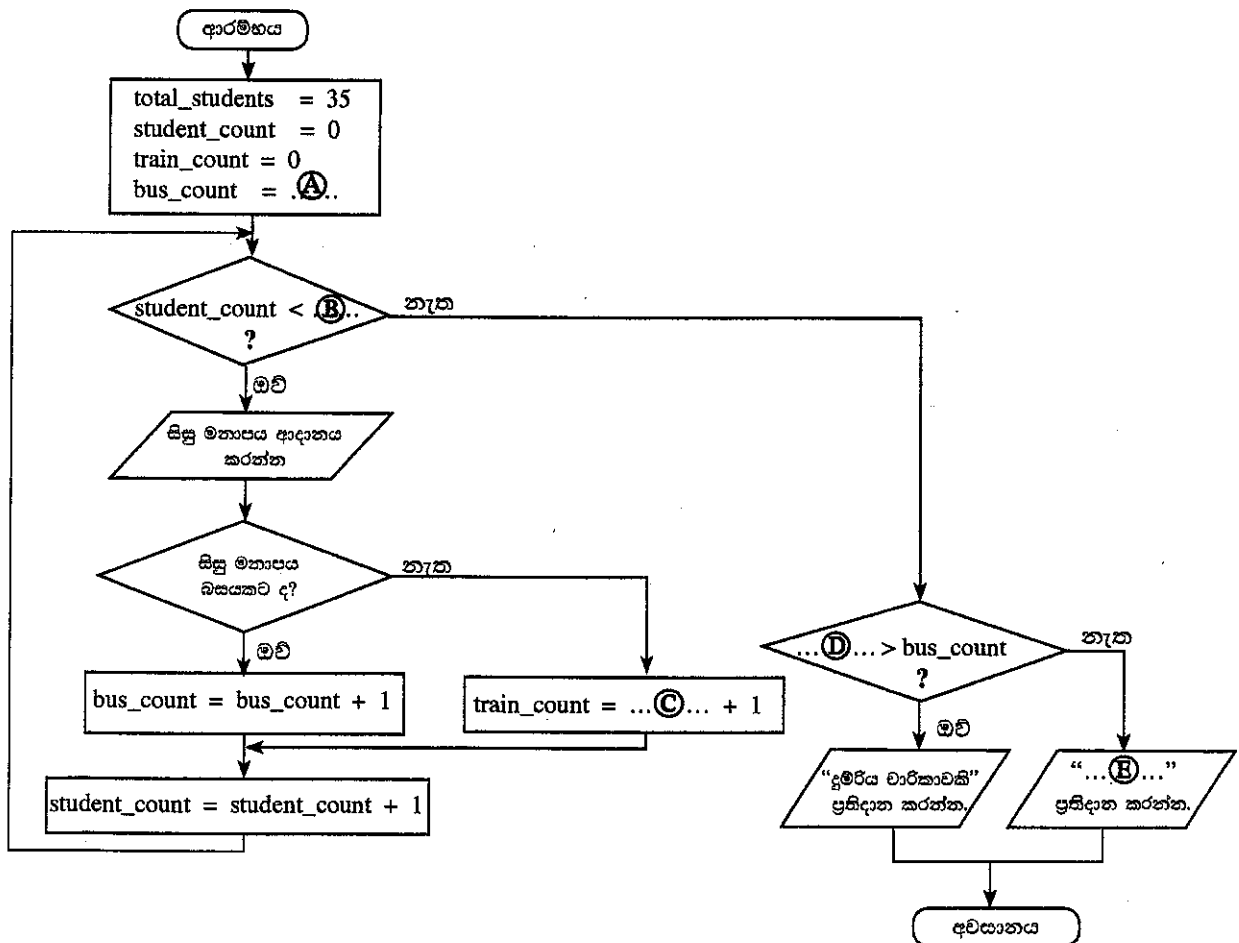 ආරම්භය
total_students = 35
student_count = 0
train_count = 0
bus_count = ..Ⓐ..
student_count < ..Ⓑ..
?
නැත
ඔව්
සිසු මනාපය ආදානය
කරන්න
සිසු මනාපය
බසයකට ද?
නැත
ඔව්
bus_count = bus_count + 1
train_count = ...Ⓒ... + 1
student_count = student_count + 1
...Ⓓ... > bus_count
?
නැත
ඔව්
“දුම්රිය චාරිකාවකි”
ප්‍රතිදාන කරන්න.
“...Ⓔ...”
ප්‍රතිදාන කරන්න.
අවසානය